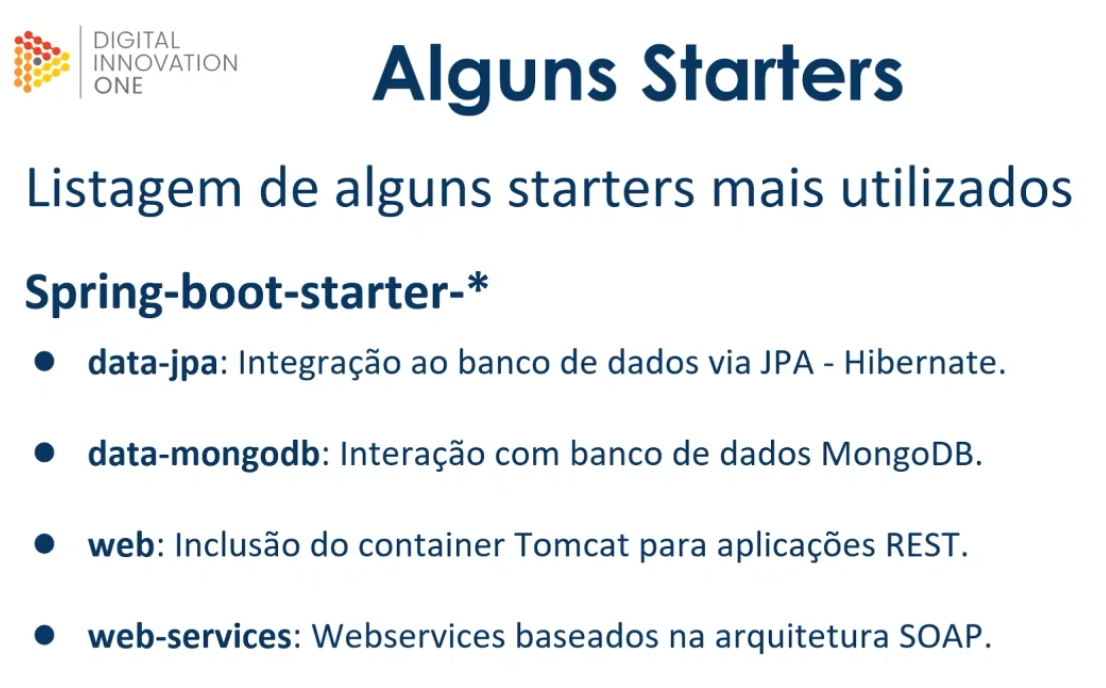 DIGITAL
INNOVATION
ONE
Alguns Starters
Listagem de alguns starters mais utilizados
Spring-boot-starter-*
● data-jpa: Integração ao banco de dados via JPA - Hibernate.
● data-mongodb: Interação com banco de dados MongoDB.
● web: Inclusão do container Tomcat para aplicações REST.
● web-services: Webservices baseados na arquitetura SOAP.